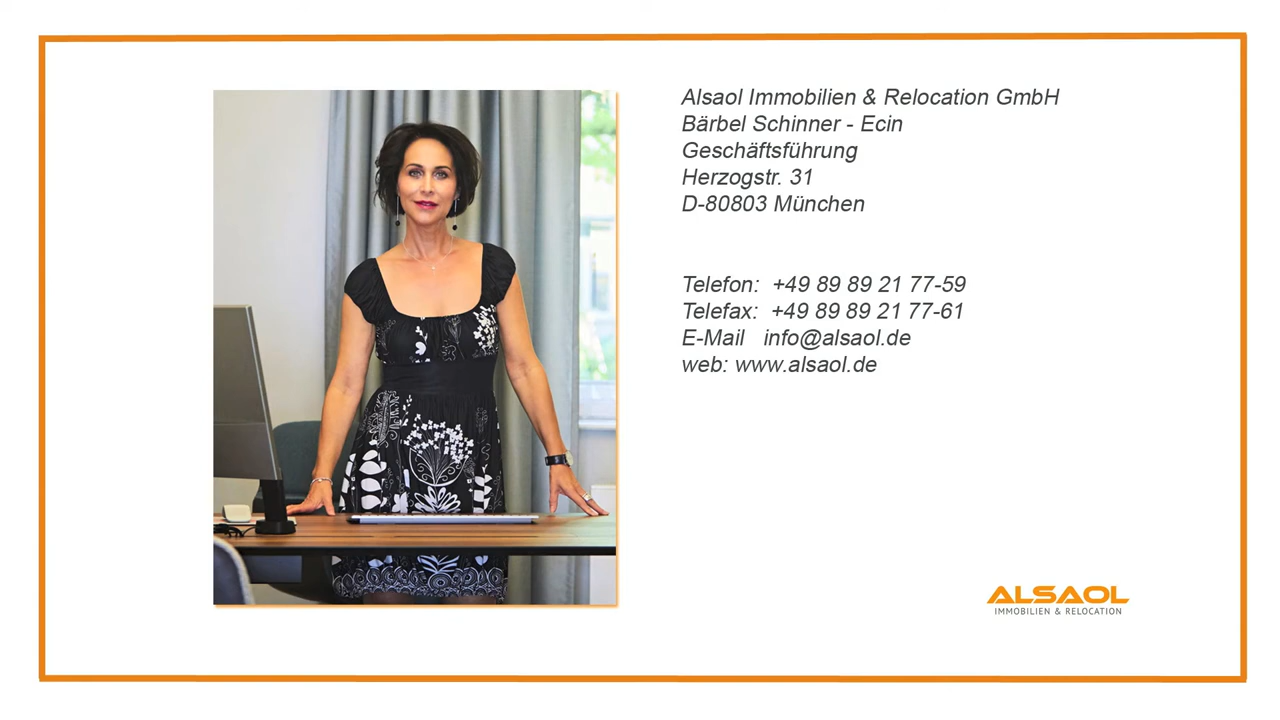 Alsaol Immobilien & Relocation GmbH
Bärbel Schinner - Ecin
Geschäftsführung
Herzogstr. 31
D-80803 München
Telefon: +49 89 89 21 77-59
Telefax: +49 89 89 21 77-61
E-Mail info@alsaol.de
web: www.alsaol.de
ALSAOL
IMMOBILIEN & RELOCATION